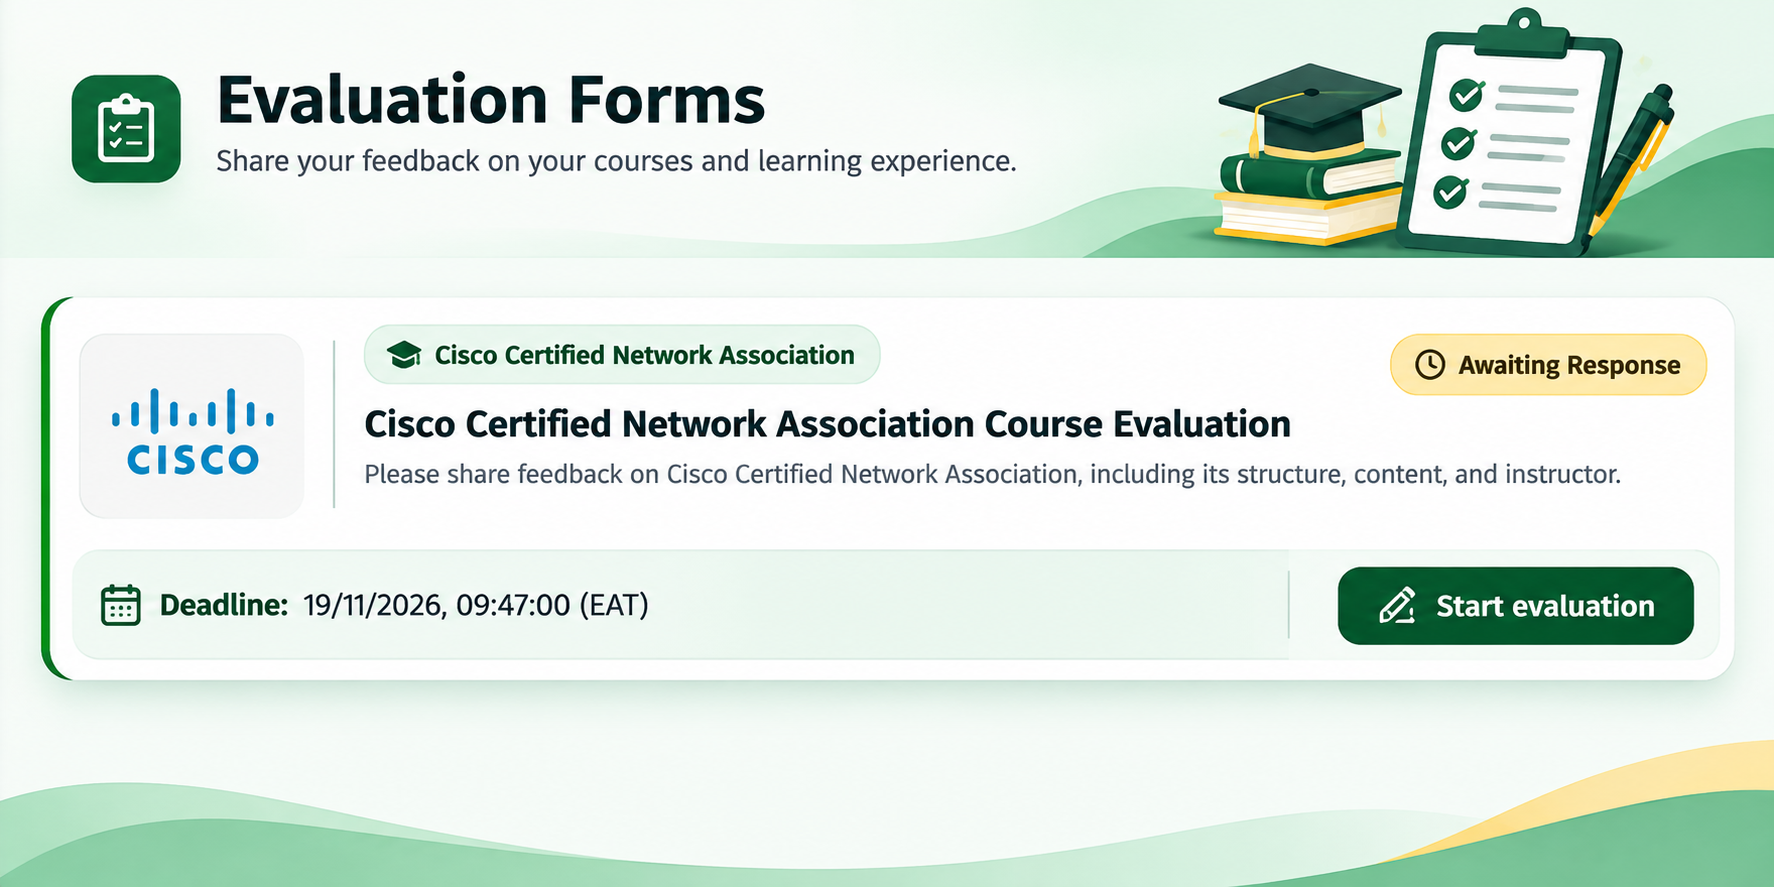 Evaluation Forms
Share your feedback on your courses and learning experience.
CISCO
Cisco Certified Network Association
Awaiting Response
Cisco Certified Network Association Course Evaluation
Please share feedback on Cisco Certified Network Association, including its structure, content, and instructor.
Deadline: 19/11/2026, 09:47:00 (EAT)
Start evaluation